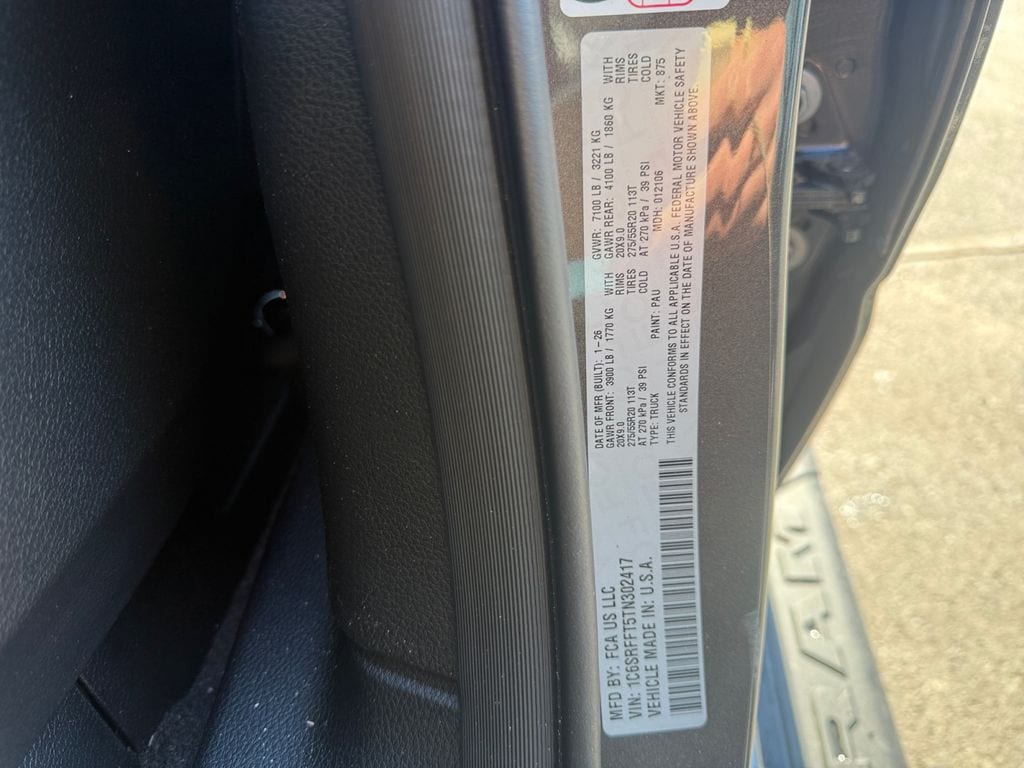 MFD BY: FCA US LLC
VIN: 1C6SRFFT5TN302417
VEHICLE MADE IN: U.S.A.
DATE OF MFR (BUILT): 1-26 GVWR: 7100 LB / 3221 KG
GAWR FRONT: 3900 LB / 1770 KG WITH GAWR REAR: 4100 LB / 1860 KG WITH
20X9.0 RIMS 20X9.0 RIMS
275/55R20 113T TIRES 275/55R20 113T TIRES
AT 270 kPa / 39 PSI COLD AT 270 kPa / 39 PSI COLD
TYPE: TRUCK PAINT: PAU MDH: 012106 MKT: 875
THIS VEHICLE CONFORMS TO ALL APPLICABLE U.S.A. FEDERAL MOTOR VEHICLE SAFETY
STANDARDS IN EFFECT ON THE DATE OF MANUFACTURE SHOWN ABOVE.
RAM